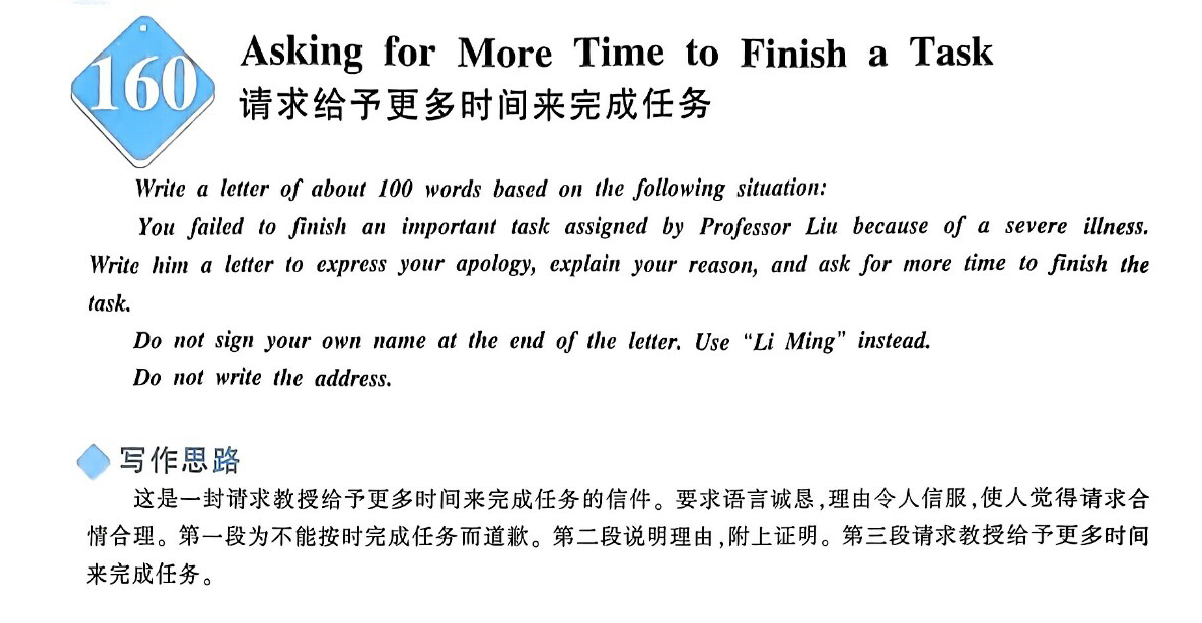 160
Asking for More Time to Finish a Task
请求给予更多时间来完成任务
Write a letter of about 100 words based on the following situation:
You failed to finish an important task assigned by Professor Liu because of a severe illness.
Write him a letter to express your apology, explain your reason, and ask for more time to finish the
task.
Do not sign your own name at the end of the letter. Use “Li Ming” instead.
Do not write the address.
写作思路
这是一封请求教授给予更多时间来完成任务的信件。要求语言诚恳,理由令人信服,使人觉得请求合
情合理。第一段为不能按时完成任务而道歉。第二段说明理由,附上证明。第三段请求教授给予更多时间
来完成任务。